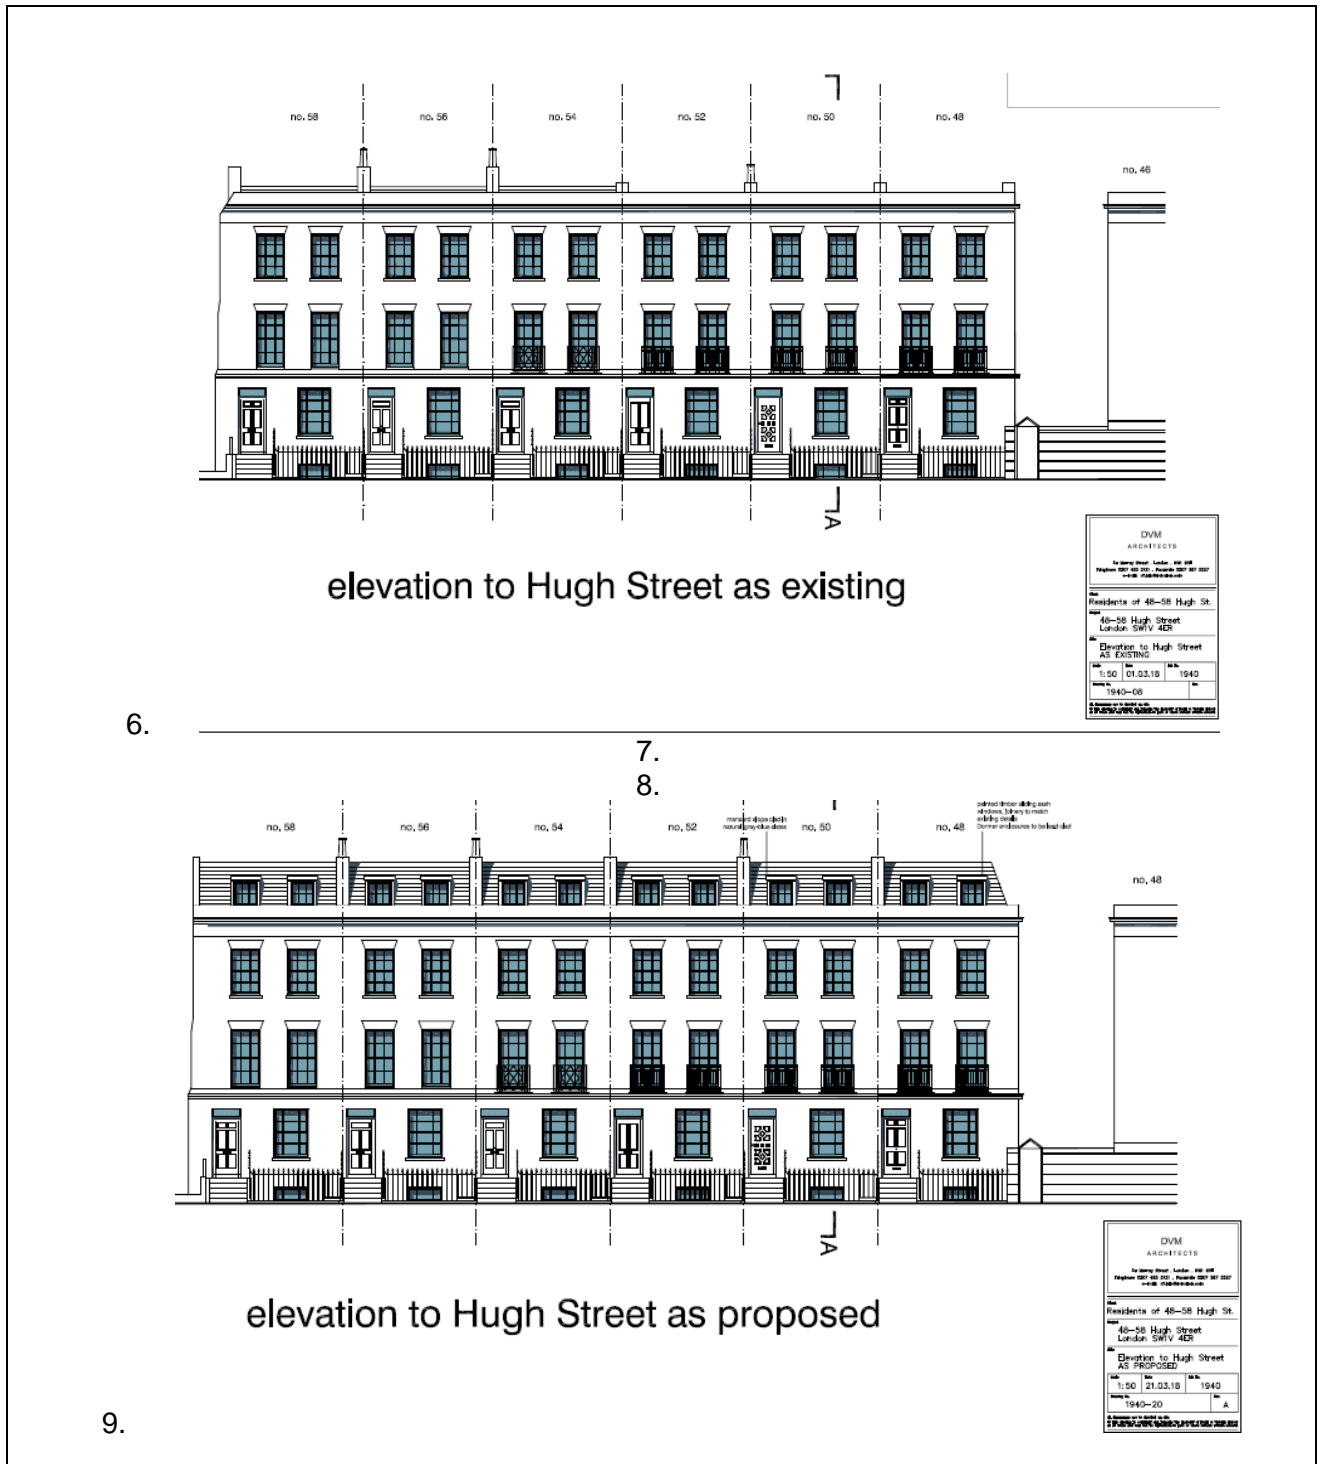 no. 58
no. 56
no. 54
no. 52
no. 50
no. 48
no. 46
A
elevation to Hugh Street as existing
DVM
ARCHITECTS
Residents of 48-58 Hugh St.
48-58 Hugh Street
London SW1V 4ER
Elevation to Hugh Street
AS EXISTING
1:50 01.03.18 1940
1940-08
6.
7.
8.
painted timber sliding sash
windows, joinery to match
existing details
Dormer enclosures to be lead clad
mansard slope clad in
natural grey-blue slates
no. 58
no. 56
no. 54
no. 52
no. 50
no. 48
no. 48
A
elevation to Hugh Street as proposed
DVM
ARCHITECTS
Residents of 48-58 Hugh St.
48-58 Hugh Street
London SW1V 4ER
Elevation to Hugh Street
AS PROPOSED
1:50 21.03.18 1940
1940-20 A
9.